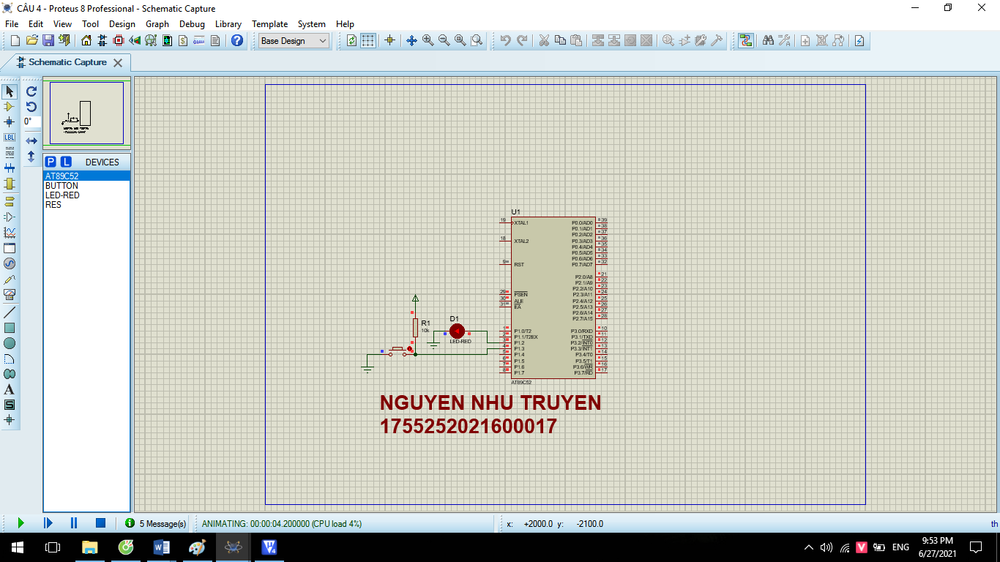 CÂU 4 - Proteus 8 Professional - Schematic Capture
File Edit View Tool Design Graph Debug Library Template System Help
Base Design
Schematic Capture
0°
LBL
P L DEVICES
AT89C52
BUTTON
LED-RED
RES
U1
19 XTAL1
18 XTAL2
9 RST
29 PSEN
30 ALE
31 EA
1 P1.0/T2
2 P1.1/T2EX
3 P1.2
4 P1.3
5 P1.4
6 P1.5
7 P1.6
8 P1.7
P0.0/AD0 39
P0.1/AD1 38
P0.2/AD2 37
P0.3/AD3 36
P0.4/AD4 35
P0.5/AD5 34
P0.6/AD6 33
P0.7/AD7 32
P2.0/A8 21
P2.1/A9 22
P2.2/A10 23
P2.3/A11 24
P2.4/A12 25
P2.5/A13 26
P2.6/A14 27
P2.7/A15 28
P3.0/RXD 10
P3.1/TXD 11
P3.2/INT0 12
P3.3/INT1 13
P3.4/T0 14
P3.5/T1 15
P3.6/WR 16
P3.7/RD 17
AT89C52
R1
10k
D1
LED-RED
NGUYEN NHU TRUYEN
1755252021600017
5 Message(s)
ANIMATING: 00:00:04.200000 (CPU load 4%)
x: +2000.0 y: -2100.0
th
ENG
9:53 PM
6/27/2021